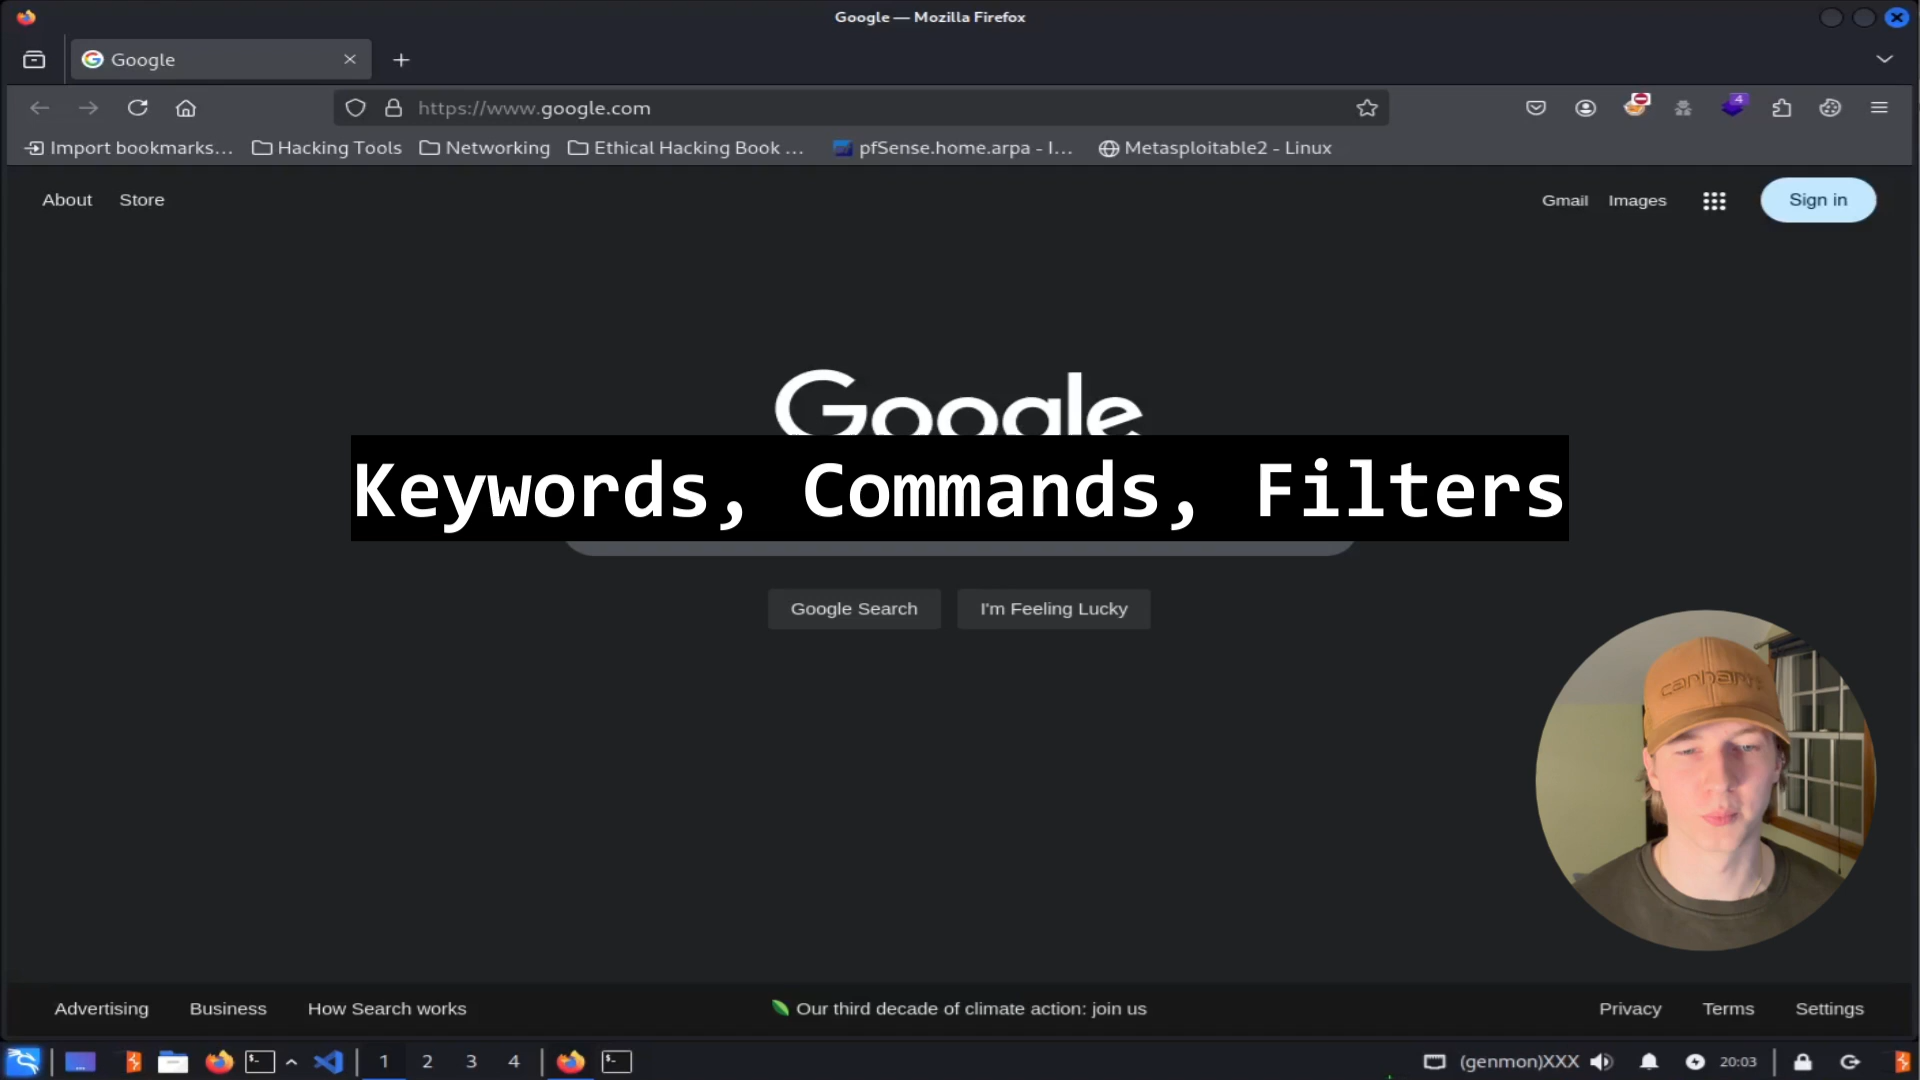 Google — Mozilla Firefox
Google
https://www.google.com
4
Import bookmarks... Hacking Tools Networking Ethical Hacking Book ... pfSense.home.arpa - I... Metasploitable2 - Linux
About Store Gmail Images Sign in
Google
Keywords, Commands, Filters
Google Search I'm Feeling Lucky
carhartt
Advertising Business How Search works Our third decade of climate action: join us Privacy Terms Settings
1 2 3 4 (genmon)XXX 20:03